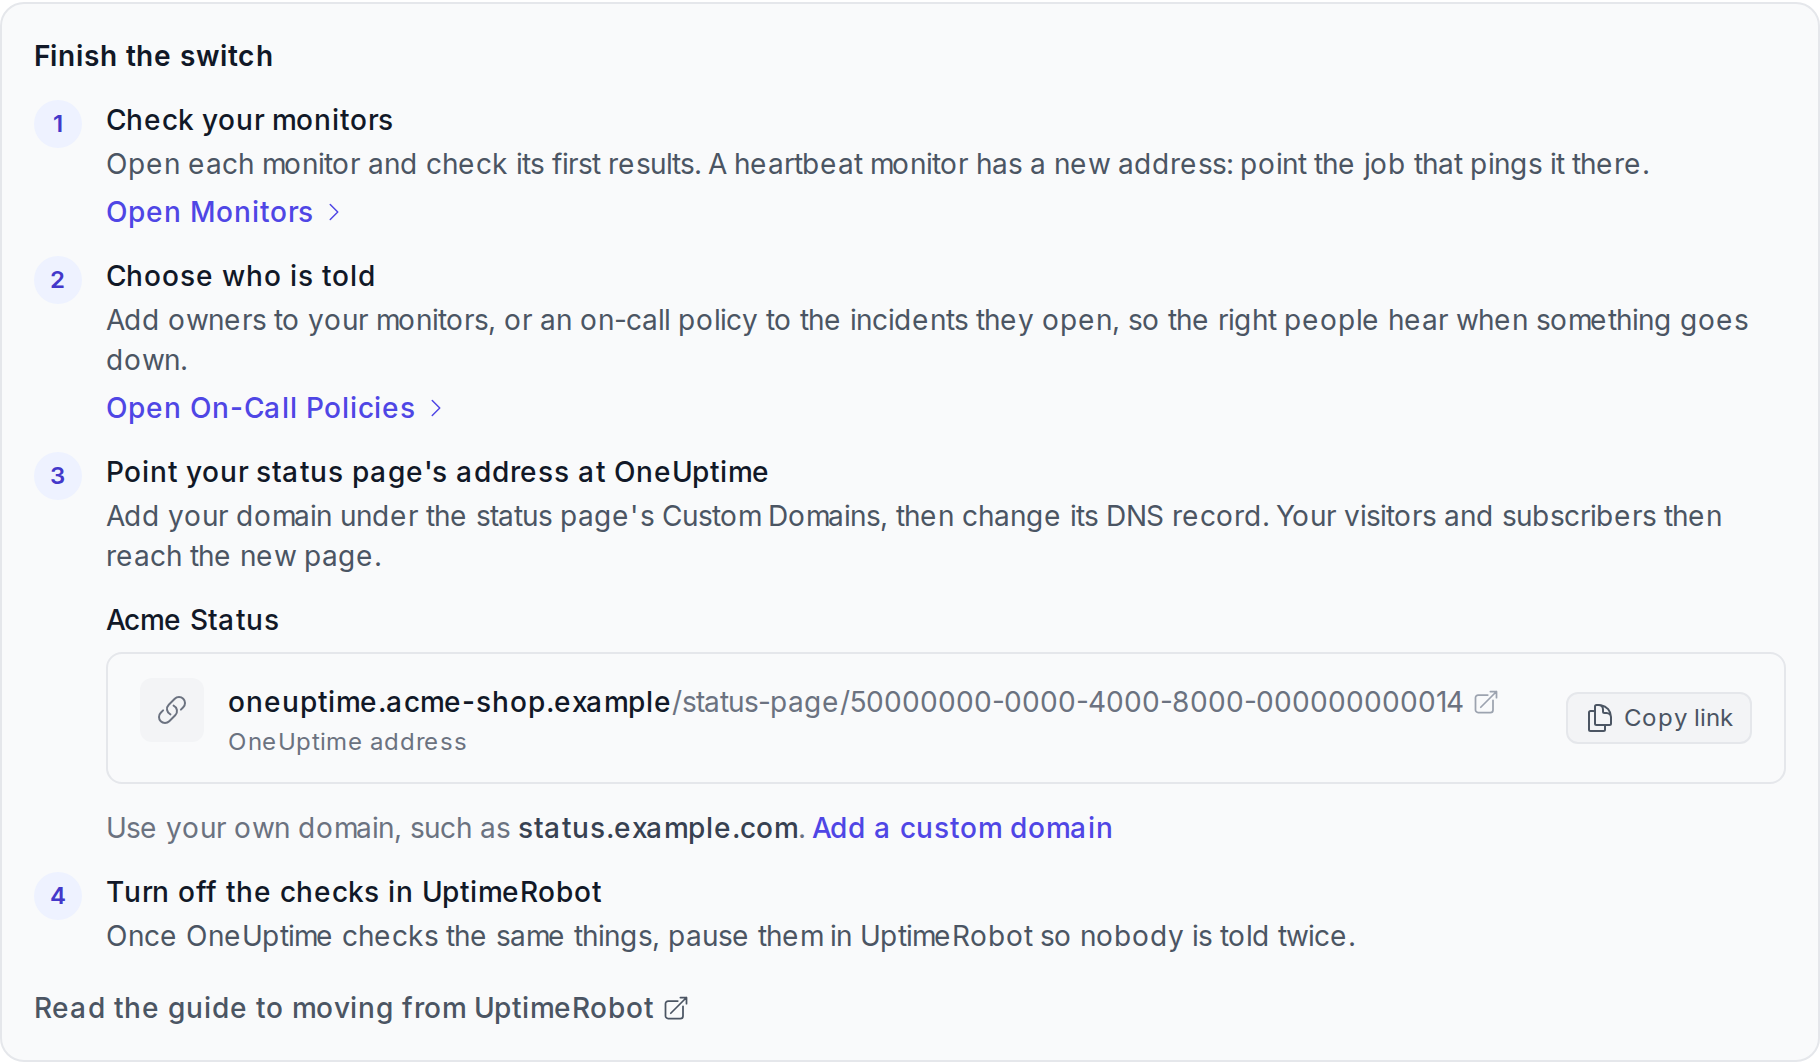 Finish the switch
1
Check your monitors
Open each monitor and check its first results. A heartbeat monitor has a new address: point the job that pings it there.
Open Monitors
2
Choose who is told
Add owners to your monitors, or an on-call policy to the incidents they open, so the right people hear when something goes
down.
Open On-Call Policies
3
Point your status page's address at OneUptime
Add your domain under the status page's Custom Domains, then change its DNS record. Your visitors and subscribers then
reach the new page.
Acme Status
oneuptime.acme-shop.example/status-page/50000000-0000-4000-8000-000000000014
OneUptime address
Copy link
Use your own domain, such as status.example.com. Add a custom domain
4
Turn off the checks in UptimeRobot
Once OneUptime checks the same things, pause them in UptimeRobot so nobody is told twice.
Read the guide to moving from UptimeRobot